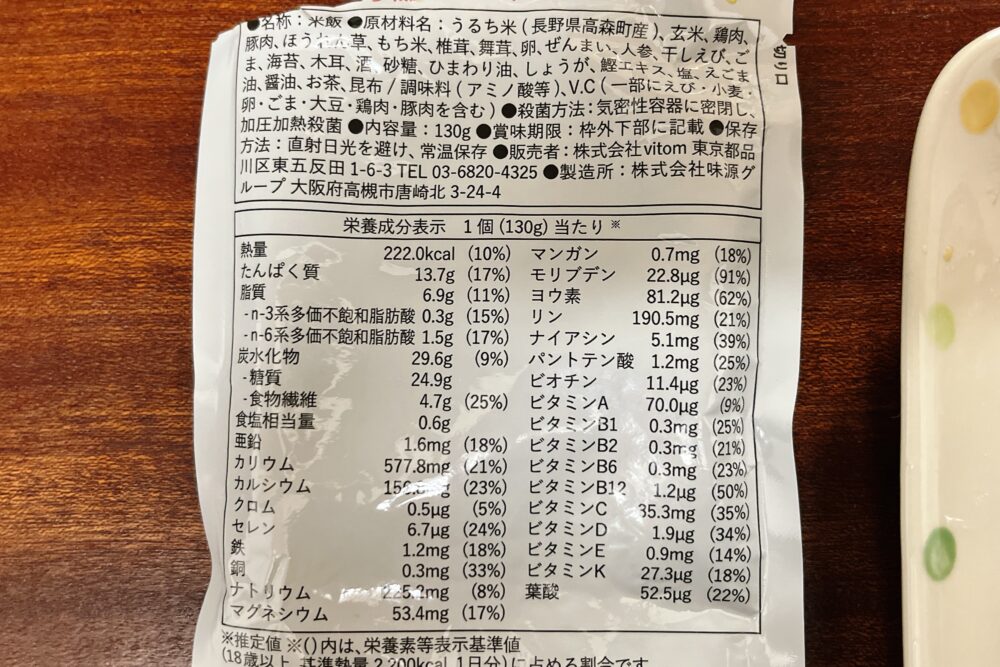 ●名称：米飯 ●原材料名：うるち米（長野県高森町産）、玄米、鶏肉、
豚肉、ほうれん草、もち米、椎茸、舞茸、卵、ぜんまい、人参、干しえび、ご
ま、海苔、木耳、酒、砂糖、ひまわり油、しょうが、鰹エキス、塩、えごま
油、醤油、お茶、昆布 / 調味料（アミノ酸等）、V.C（一部にえび・小麦・
卵・ごま・大豆・鶏肉・豚肉を含む）●殺菌方法：気密性容器に密閉し、
加圧加熱殺菌 ●内容量：130g ●賞味期限：枠外下部に記載 ●保存
方法：直射日光を避け、常温保存 ●販売者：株式会社vitom 東京都品
川区東五反田 1-6-3 TEL 03-6820-4325 ●製造所：株式会社味源グ
ループ 大阪府高槻市唐崎北 3-24-4
切り口
栄養成分表示 1個（130g）当たり ※
熱量 222.0kcal (10%)
たんぱく質 13.7g (17%)
脂質 6.9g (11%)
-n-3系多価不飽和脂肪酸 0.3g (15%)
-n-6系多価不飽和脂肪酸 1.5g (17%)
炭水化物 29.6g (9%)
-糖質 24.9g
-食物繊維 4.7g (25%)
食塩相当量 0.6g
亜鉛 1.6mg (18%)
カリウム 577.8mg (21%)
カルシウム (23%)
クロム 0.5μg (5%)
セレン 6.7μg (24%)
鉄 1.2mg (18%)
銅 0.3mg (33%)
ナトリウム 225.2mg (8%)
マグネシウム 53.4mg (17%)
マンガン 0.7mg (18%)
モリブデン 22.8μg (91%)
ヨウ素 81.2μg (62%)
リン 190.5mg (21%)
ナイアシン 5.1mg (39%)
パントテン酸 1.2mg (25%)
ビオチン 11.4μg (23%)
ビタミンA 70.0μg (9%)
ビタミンB1 0.3mg (25%)
ビタミンB2 0.3mg (21%)
ビタミンB6 0.3mg (23%)
ビタミンB12 1.2μg (50%)
ビタミンC 35.3mg (35%)
ビタミンD 1.9μg (34%)
ビタミンE 0.9mg (14%)
ビタミンK 27.3μg (18%)
葉酸 52.5μg (22%)
※推定値 ※()内は、栄養素等表示基準値
(18歳以上 基準熱量 2,200kcal 1日分)に占める割合です